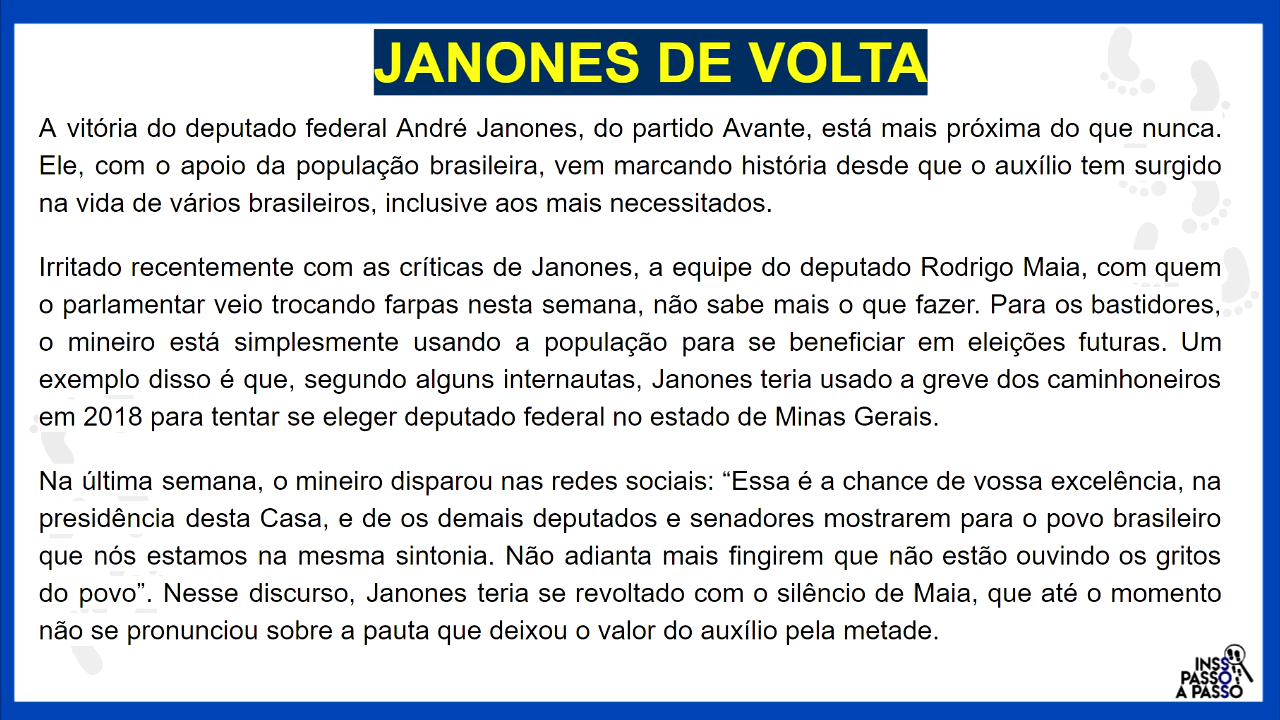 JANONES DE VOLTA
A vitória do deputado federal André Janones, do partido Avante, está mais próxima do que nunca.
Ele, com o apoio da população brasileira, vem marcando história desde que o auxílio tem surgido
na vida de vários brasileiros, inclusive aos mais necessitados.
Irritado recentemente com as críticas de Janones, a equipe do deputado Rodrigo Maia, com quem
o parlamentar veio trocando farpas nesta semana, não sabe mais o que fazer. Para os bastidores,
o mineiro está simplesmente usando a população para se beneficiar em eleições futuras. Um
exemplo disso é que, segundo alguns internautas, Janones teria usado a greve dos caminhoneiros
em 2018 para tentar se eleger deputado federal no estado de Minas Gerais.
Na última semana, o mineiro disparou nas redes sociais: “Essa é a chance de vossa excelência, na
presidência desta Casa, e de os demais deputados e senadores mostrarem para o povo brasileiro
que nós estamos na mesma sintonia. Não adianta mais fingirem que não estão ouvindo os gritos
do povo”. Nesse discurso, Janones teria se revoltado com o silêncio de Maia, que até o momento
não se pronunciou sobre a pauta que deixou o valor do auxílio pela metade.
INSS
PASSO
A PASSO